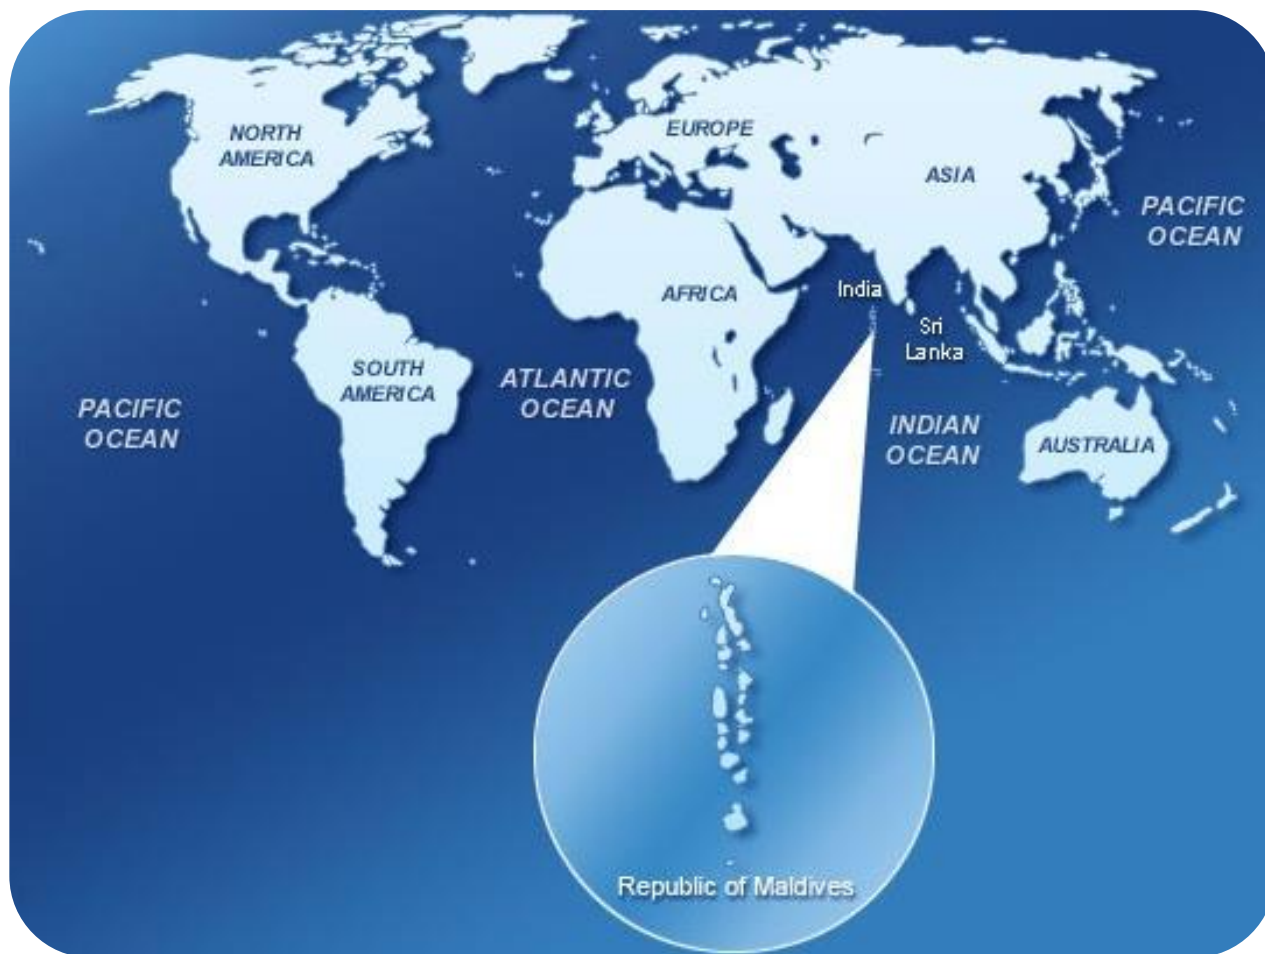 NORTH
AMERICA
EUROPE
ASIA
PACIFIC
OCEAN
AFRICA
India
Sri
Lanka
SOUTH
AMERICA
ATLANTIC
OCEAN
PACIFIC
OCEAN
INDIAN
OCEAN
AUSTRALIA
Republic of Maldives